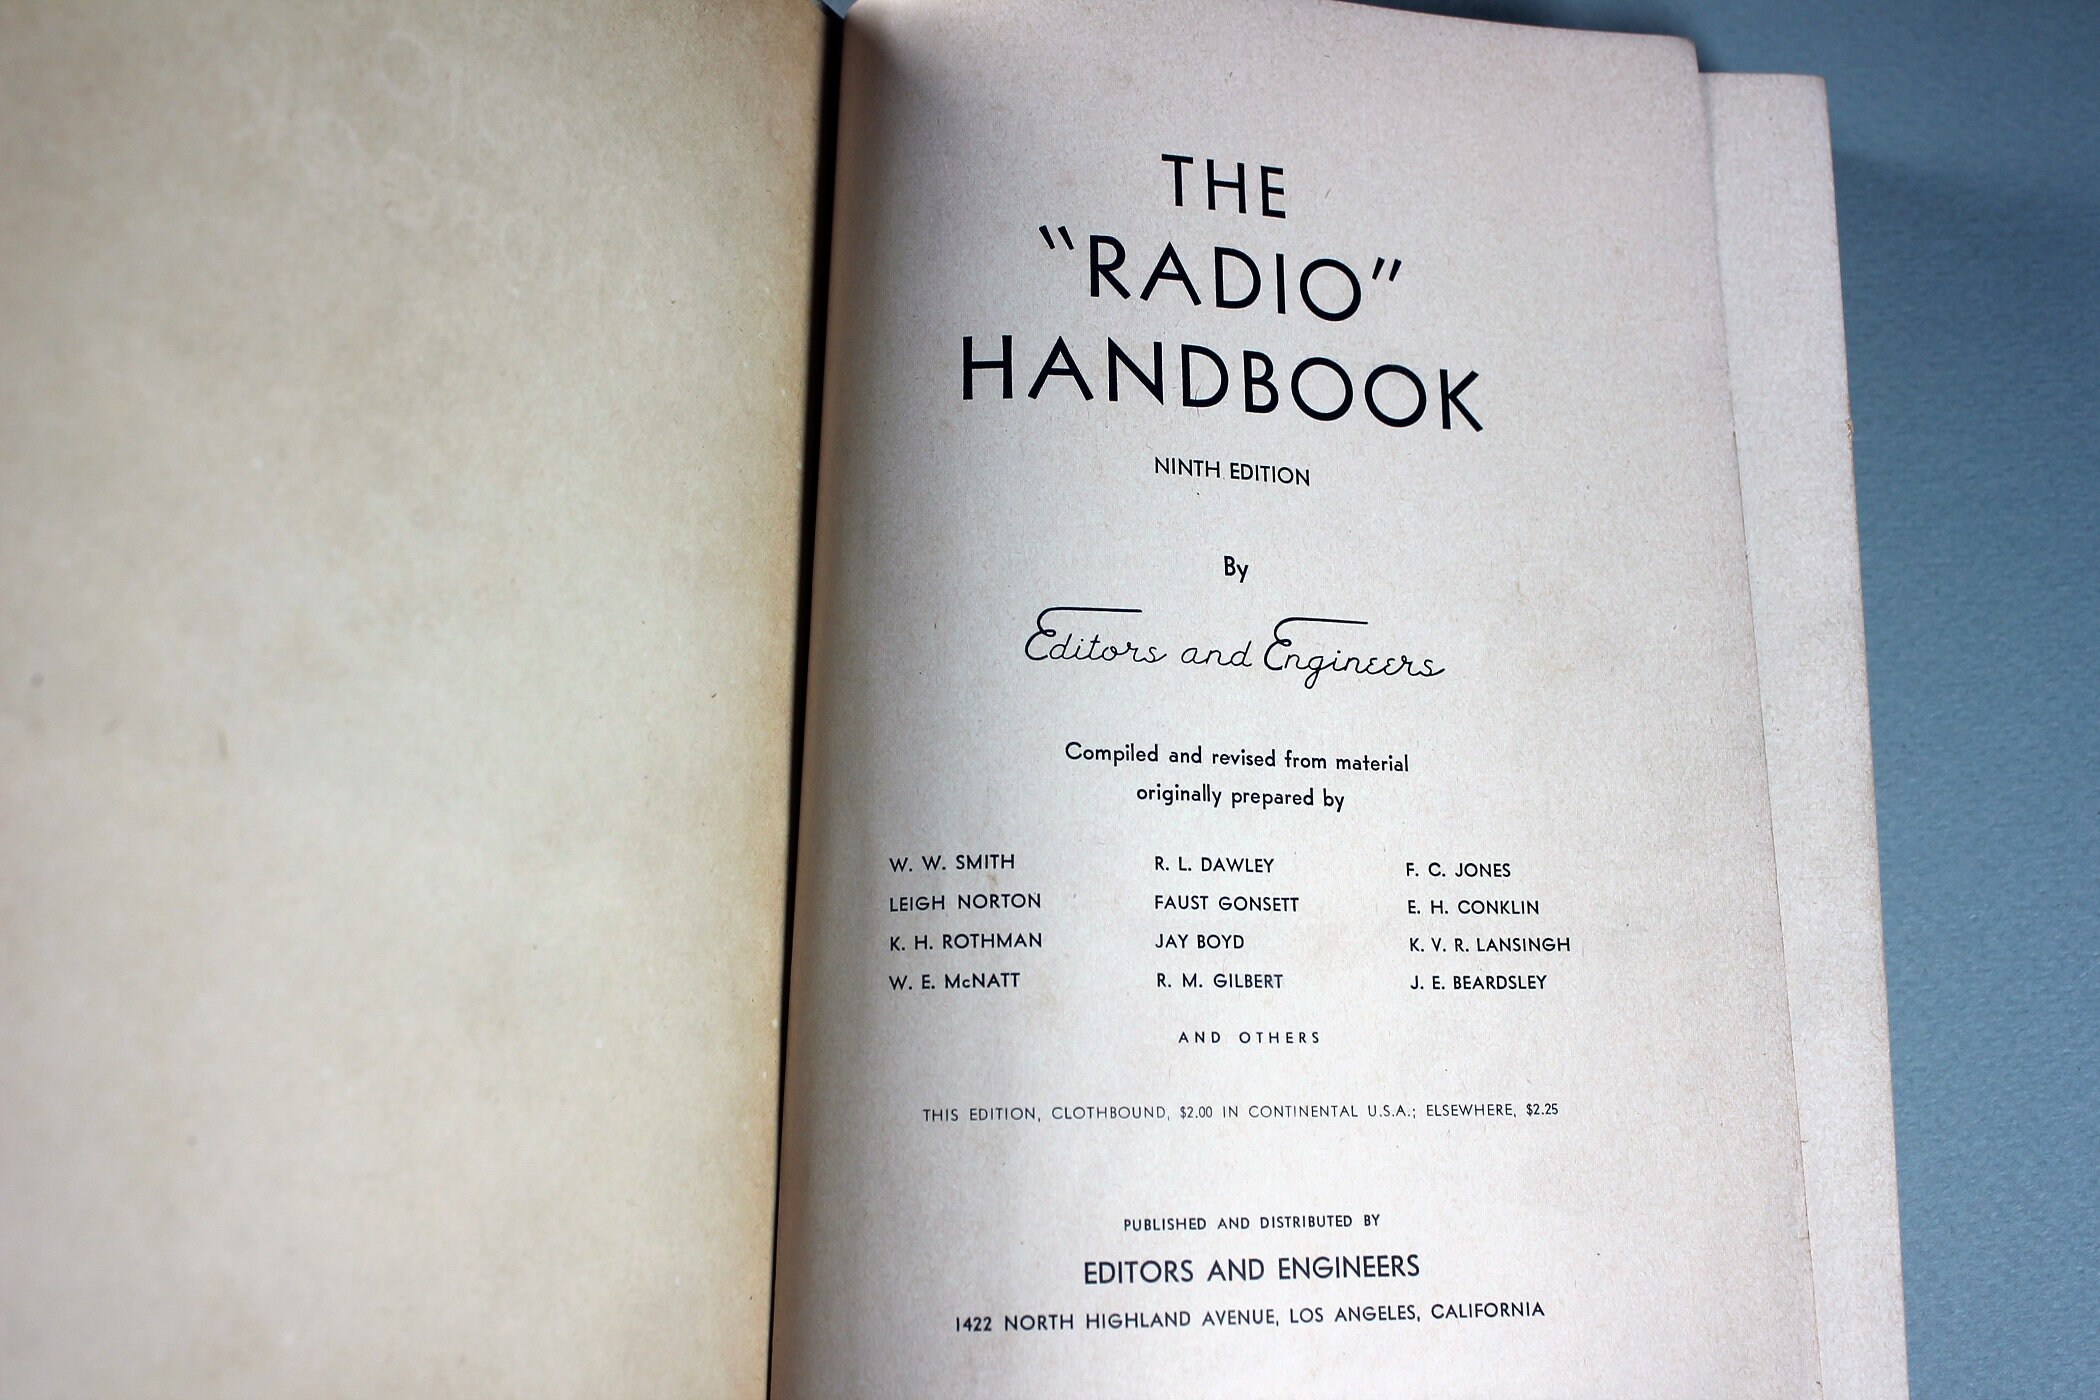 THE
"RADIO"
HANDBOOK
NINTH EDITION
By
Editors and Engineers
Compiled and revised from material
originally prepared by
W. W. SMITH R. L. DAWLEY F. C. JONES
LEIGH NORTON FAUST GONSETT E. H. CONKLIN
K. H. ROTHMAN JAY BOYD K. V. R. LANSINGH
W. E. McNATT R. M. GILBERT J. E. BEARDSLEY
AND OTHERS
THIS EDITION, CLOTHBOUND, $2.00 IN CONTINENTAL U.S.A.; ELSEWHERE, $2.25
PUBLISHED AND DISTRIBUTED BY
EDITORS AND ENGINEERS
1422 NORTH HIGHLAND AVENUE, LOS ANGELES, CALIFORNIA